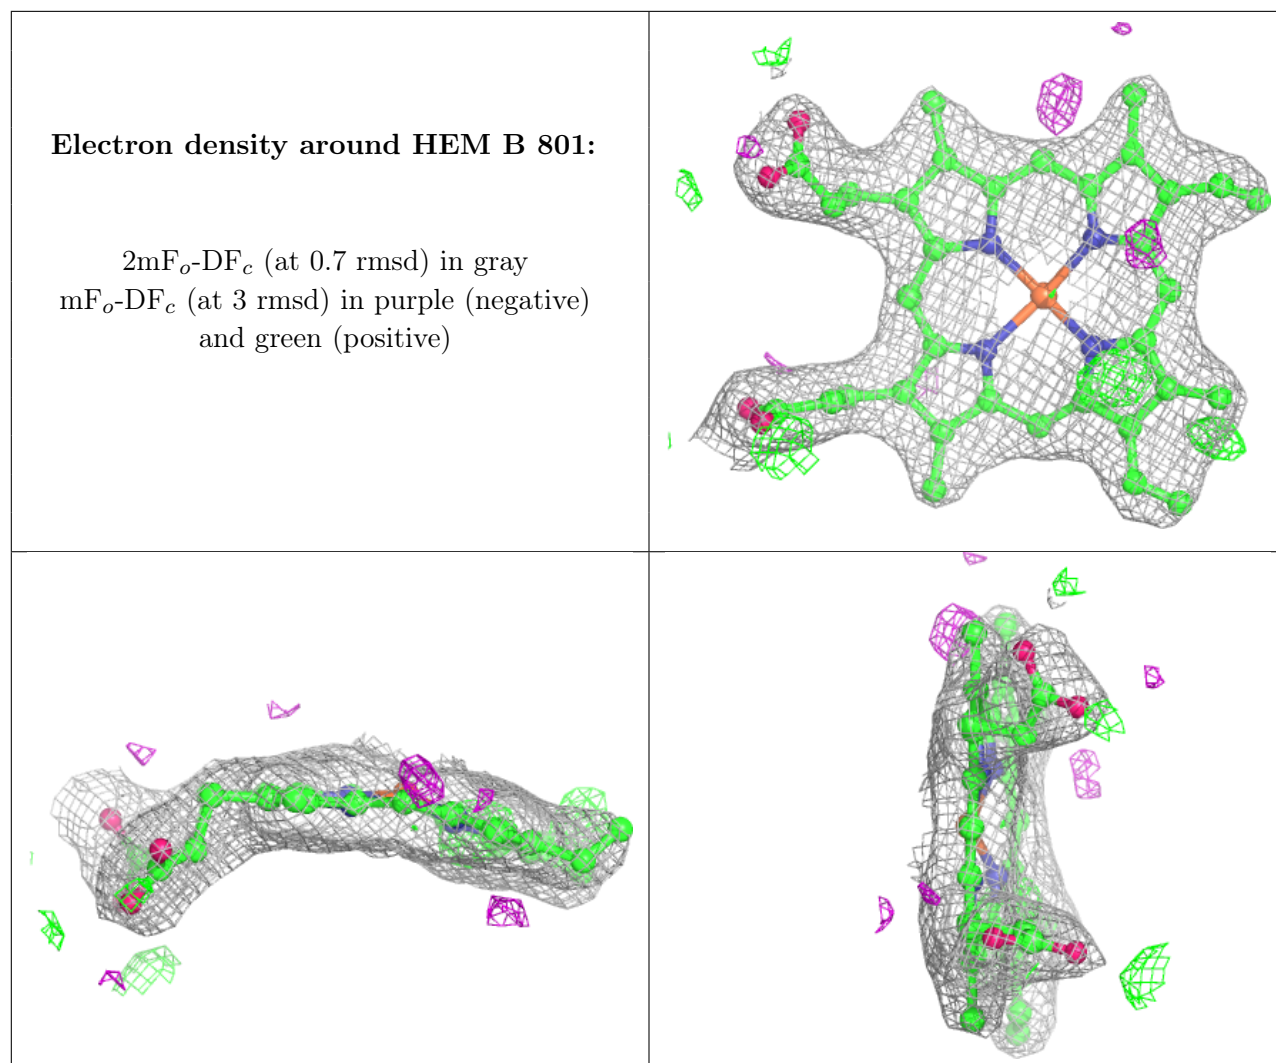 Electron density around HEM B 801:
2mFo-DFc (at 0.7 rmsd) in gray
mFo-DFc (at 3 rmsd) in purple (negative)
and green (positive)